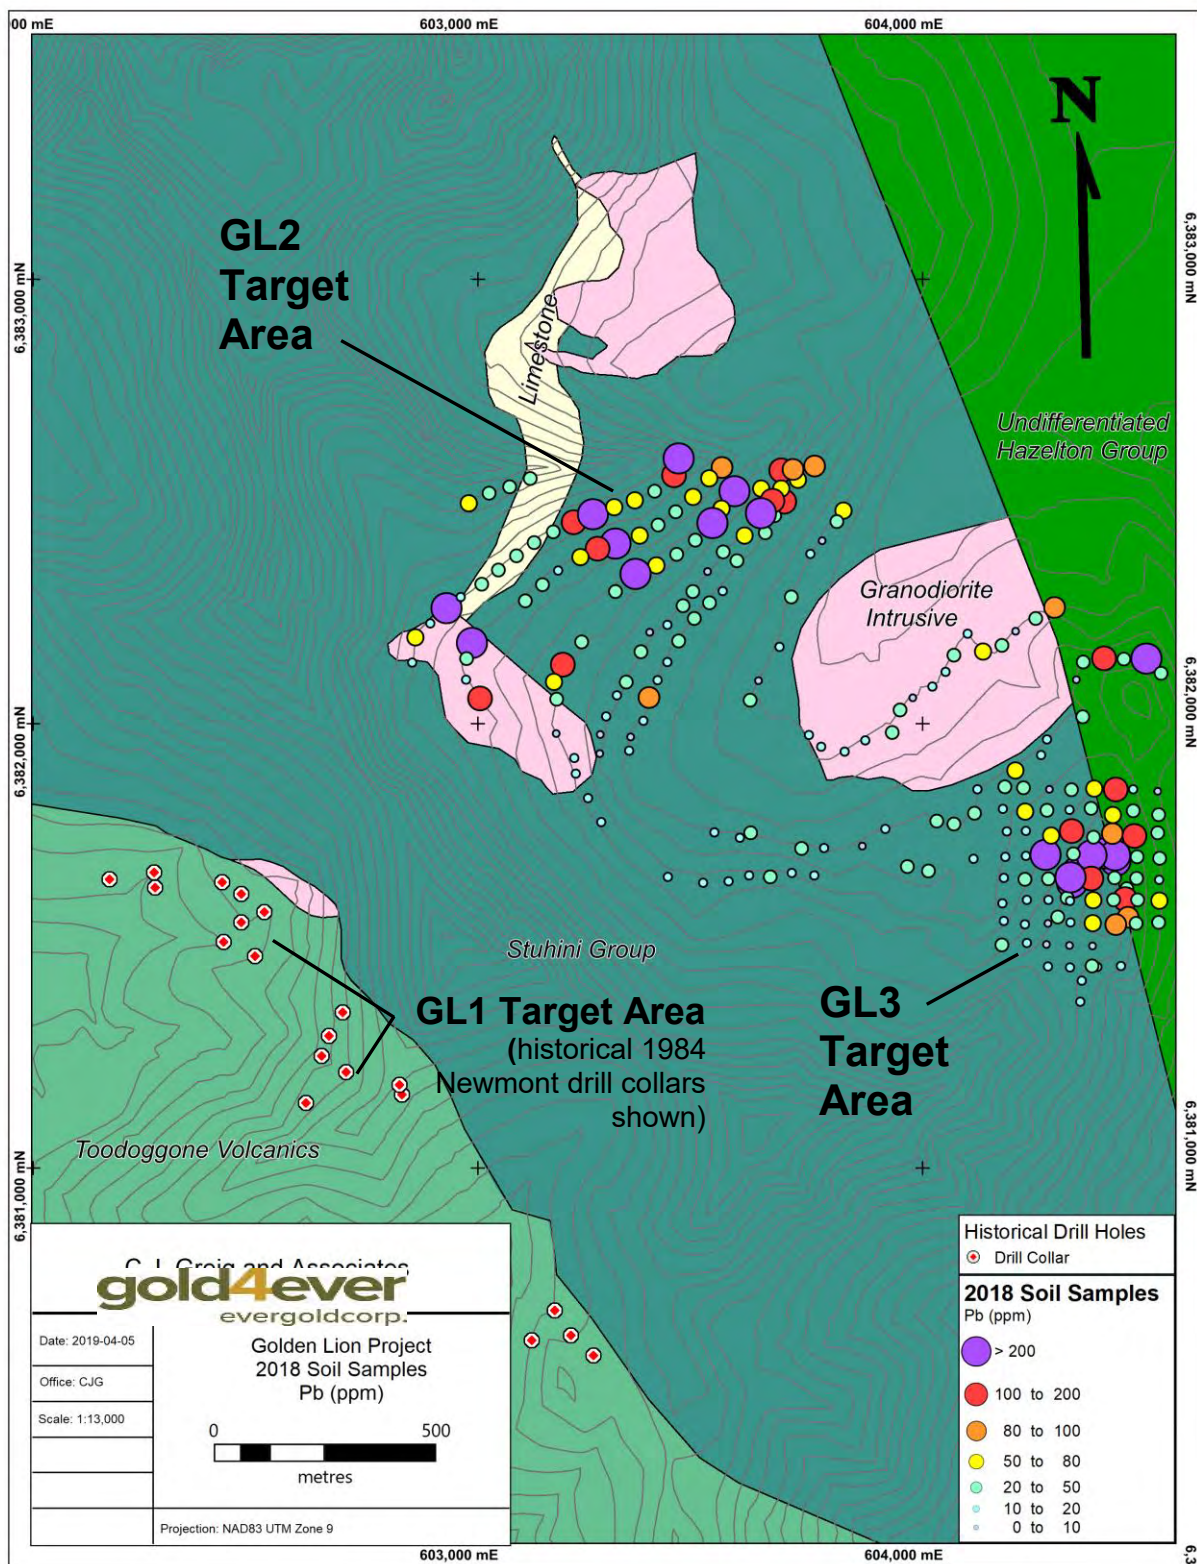 00 mE
603,000 mE
604,000 mE
N
GL2
Target
Area
6,383,000 mN
6,383,000 mN
Limestone
Undifferentiated
Hazelton Group
Granodiorite
Intrusive
6,382,000 mN
6,382,000 mN
Stuhini Group
GL1 Target Area
(historical 1984
Newmont drill collars
shown)
GL3
Target
Area
Toodoggone Volcanics
6,381,000 mN
6,381,000 mN
C.J. Greig and Associates
gold4ever
evergoldcorp.
Date: 2019-04-05
Office: CJG
Scale: 1:13,000
Golden Lion Project
2018 Soil Samples
Pb (ppm)
0 500
metres
Projection: NAD83 UTM Zone 9
Historical Drill Holes
Drill Collar
2018 Soil Samples
Pb (ppm)
> 200
100 to 200
80 to 100
50 to 80
20 to 50
10 to 20
0 to 10
603,000 mE
604,000 mE